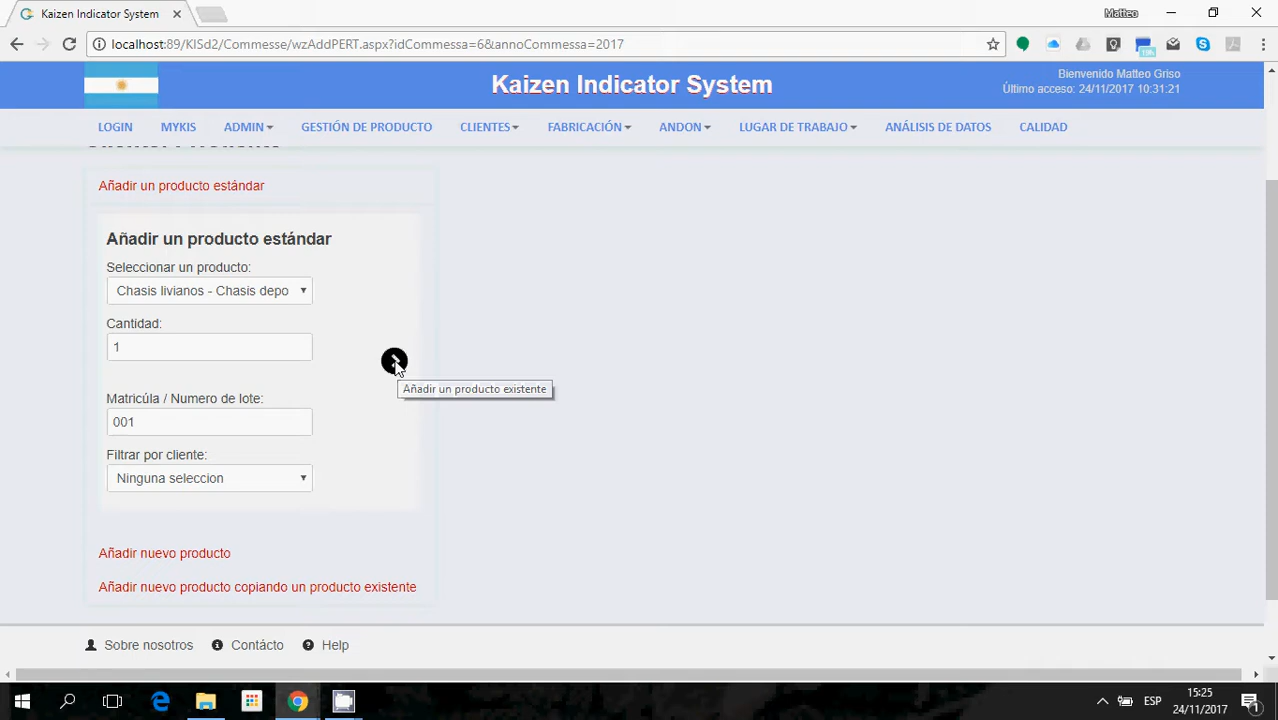 Kaizen Indicator System
Matteo
localhost:89/KISd2/Commesse/wzAddPERT.aspx?idCommessa=6&annoCommessa=2017
Kaizen Indicator System
Bienvenido Matteo Griso
Último acceso: 24/11/2017 10:31:21
LOGIN MYKIS ADMIN GESTIÓN DE PRODUCTO CLIENTES FABRICACIÓN ANDON LUGAR DE TRABAJO ANÁLISIS DE DATOS CALIDAD
Añadir un producto estándar
Añadir un producto estándar
Seleccionar un producto:
Chasis livianos - Chasis depo
Cantidad:
1
Añadir un producto existente
Matricúla / Numero de lote:
001
Filtrar por cliente:
Ninguna seleccion
Añadir nuevo producto
Añadir nuevo producto copiando un producto existente
Sobre nosotros Contácto Help
ESP
15:25
24/11/2017
1